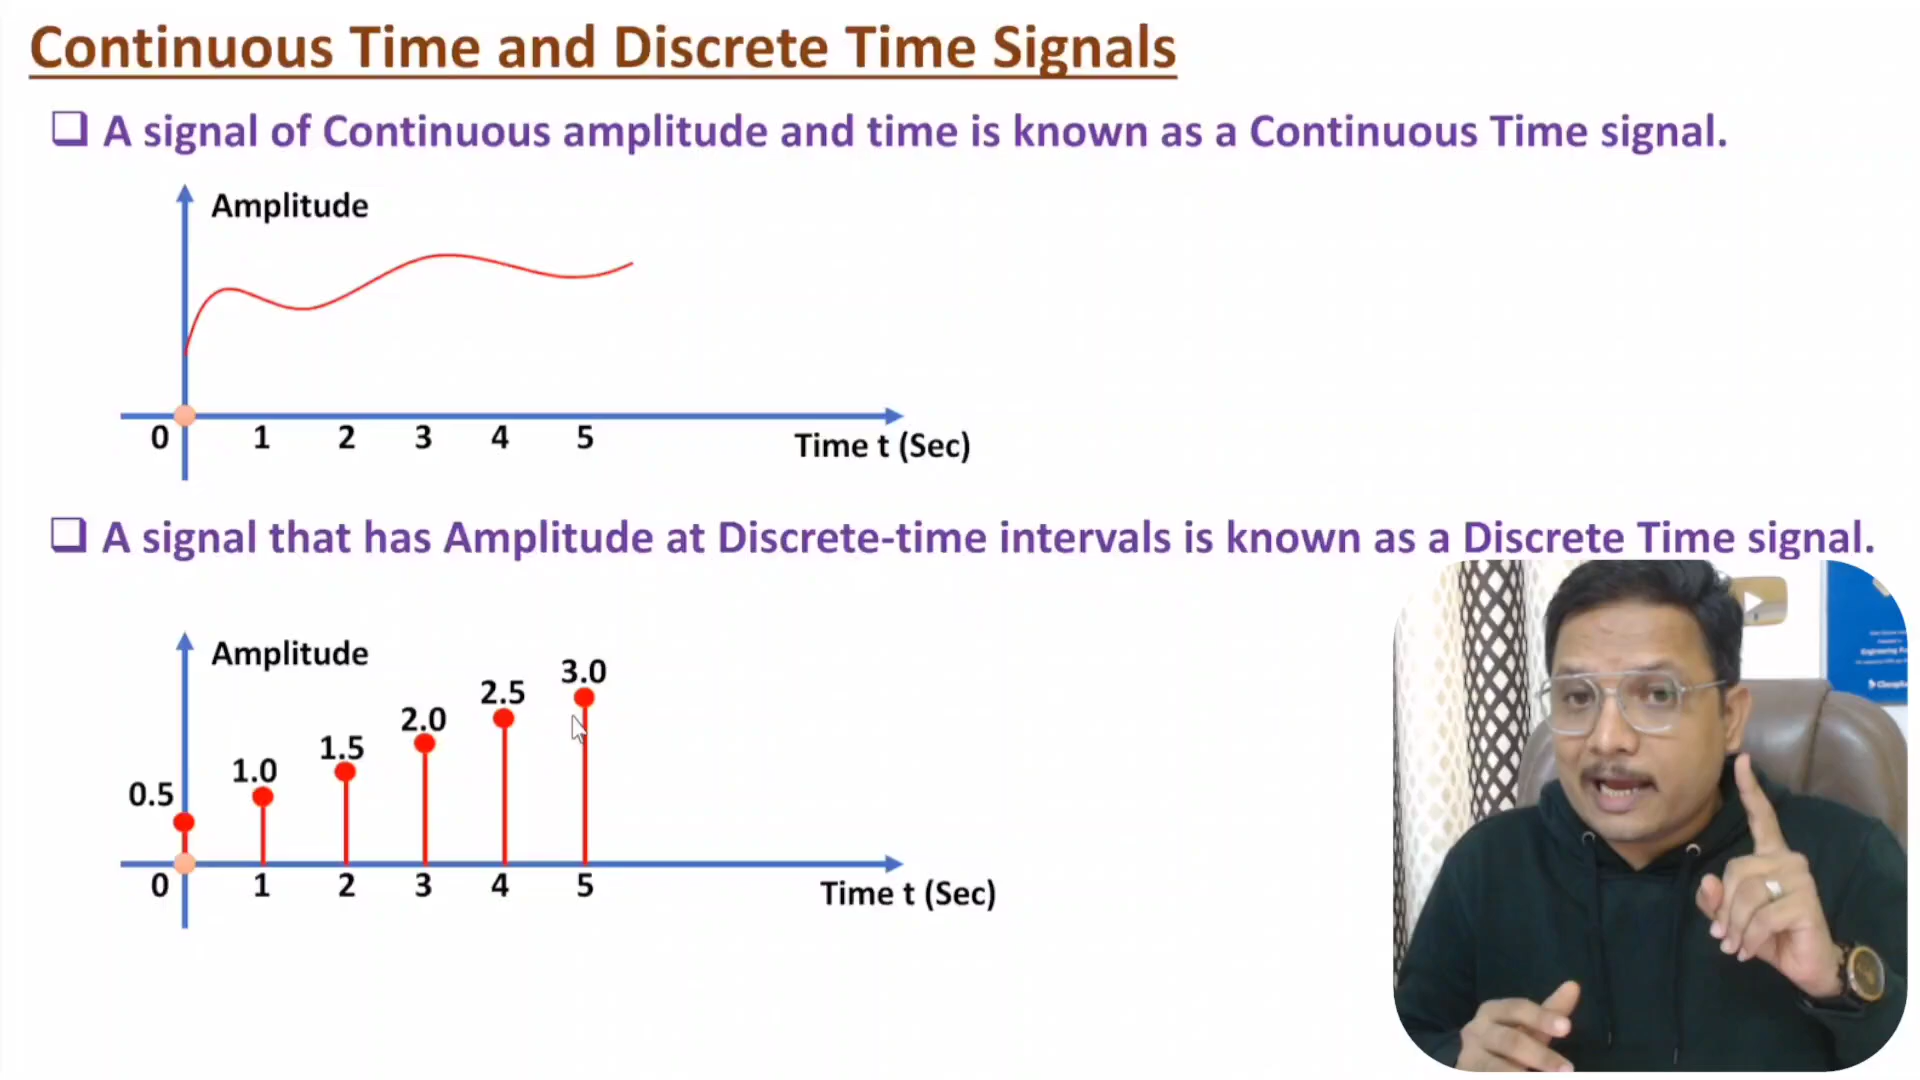 Continuous Time and Discrete Time Signals
❑ A signal of Continuous amplitude and time is known as a Continuous Time signal.
Amplitude
0 1 2 3 4 5
Time t (Sec)
❑ A signal that has Amplitude at Discrete-time intervals is known as a Discrete Time signal.
Amplitude
0.5 1.0 1.5 2.0 2.5 3.0
0 1 2 3 4 5
Time t (Sec)